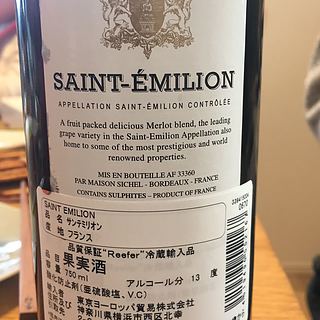 SAINT-ÉMILION
APPELLATION SAINT-ÉMILION CONTRÔLÉE
A fruit packed delicious Merlot blend, the leading
grape variety in the Saint-Emilion Appellation also
home to some of the most prestigious and world
renowned properties.
MIS EN BOUTEILLE AF 33360
PAR MAISON SICHEL - BORDEAUX - FRANCE
CONTAINS SULPHITES – PRODUCT OF FRANCE
SAINT EMILION
品名 サンテミリオン
産地 フランス
品質保証"Reefer"冷蔵輸入品
果実酒
750 ml アルコール分 13 度
酸化防止剤(亜硫酸塩、V.C)
東京ヨーロッパ貿易株式会社
神奈川県横浜市西区北幸